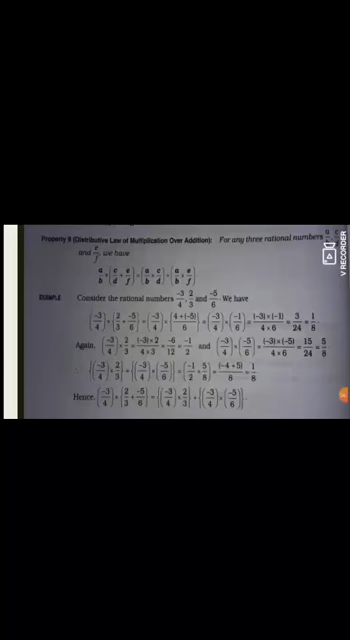 Property 9 (Distributive Law of Multiplication Over Addition): For any three rational numbers a/b, c/d
and e/f, we have
a/b × (c/d + e/f) = (a/b × c/d) + (a/b × e/f)
EXAMPLE Consider the rational numbers -3/4, 2/3 and -5/6. We have
(-3/4) × (2/3 + -5/6) = (-3/4) × {4+(-5)/6} = (-3/4) × (-1/6) = (-3)×(-1)/4×6 = 3/24 = 1/8.
Again, (-3/4) × 2/3 = (-3)×2/4×3 = -6/12 = -1/2 and (-3/4) × (-5/6) = (-3)×(-5)/4×6 = 15/24 = 5/8
∴ {(-3/4) × 2/3} + {(-3/4) × (-5/6)} = (-1/2 + 5/8) = (-4+5)/8 = 1/8.
Hence, (-3/4) × (2/3 + -5/6) = {(-3/4) × 2/3} + {(-3/4) × (-5/6)}.
V RECORDER